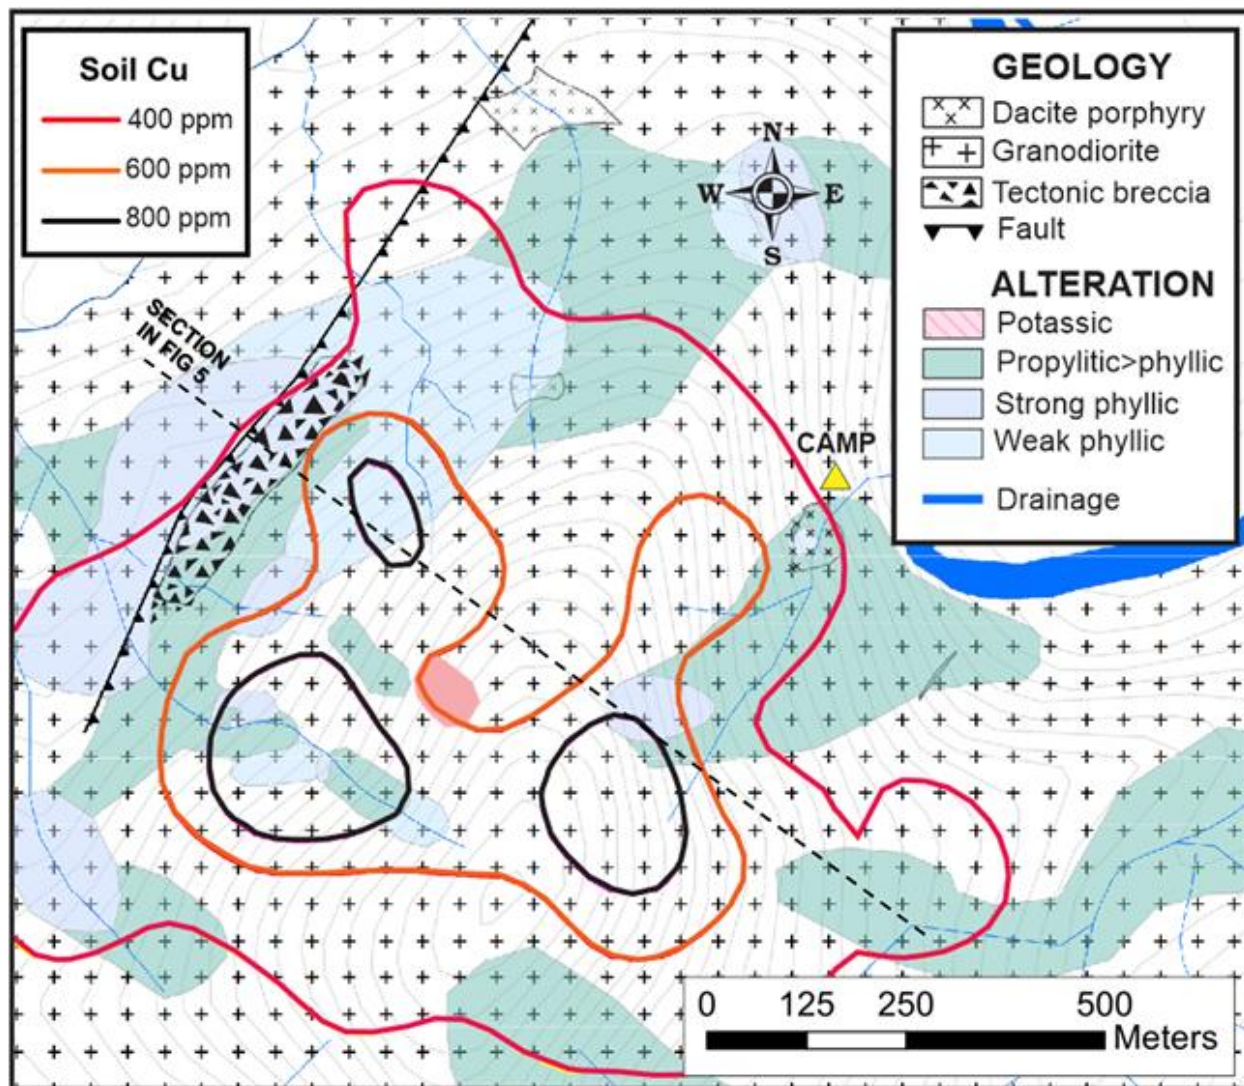 Soil Cu
400 ppm
600 ppm
800 ppm
GEOLOGY
Dacite porphyry
Granodiorite
Tectonic breccia
Fault
ALTERATION
Potassic
Propylitic>phyllic
Strong phyllic
Weak phyllic
Drainage
N
W E
S
SECTION
IN FIG 5
CAMP
0 125 250 500
Meters